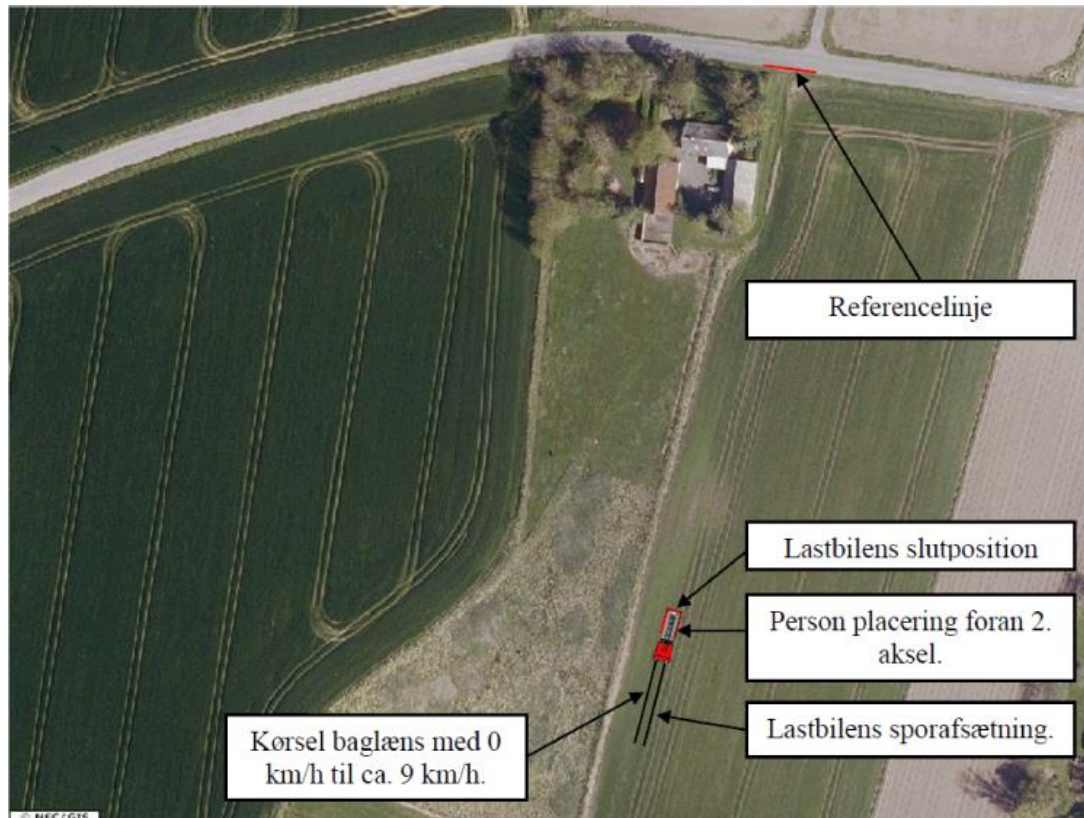 Referencelinje
Lastbilens slutposition
Person placering foran 2.
aksel.
Kørsel baglæns med 0
km/h til ca. 9 km/h.
Lastbilens sporafsætning.